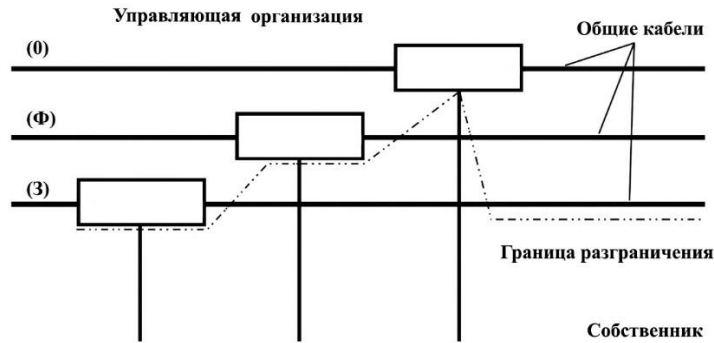 Управляющая организация
(0)
Общие кабели
(Ф)
(З)
Граница разграничения
Собственник